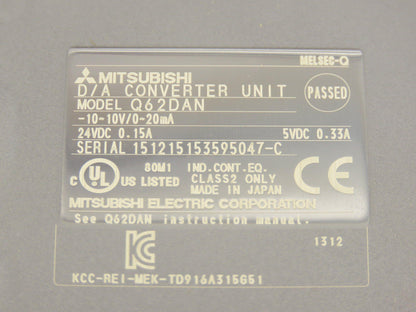 MELSEC-Q
MITSUBISHI
D/A CONVERTER UNIT
PASSED
MODEL Q62DAN
-10-10V/0~20mA
24VDC 0.15A 5VDC 0.33A
SERIAL 151215153595047-C
80M1 IND.CONT.EQ.
C UL US LISTED CLASS2 ONLY
MADE IN JAPAN
MITSUBISHI ELECTRIC CORPORATION
See Q62DAN instruction manual.
1312
KCC-REI-MEK-TD916A315G51